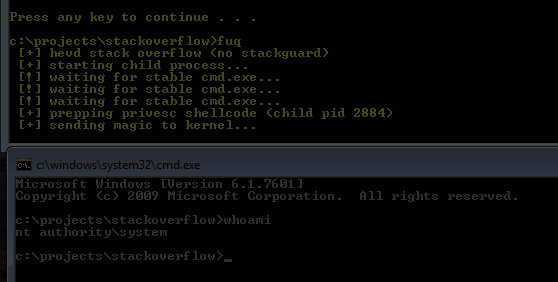 Press any key to continue . . .
c:\projects\stackoverflow>fuq
[+] hevd stack overflow (no stackguard)
[+] starting child process...
[!] waiting for stable cmd.exe...
[!] waiting for stable cmd.exe...
[!] waiting for stable cmd.exe...
[+] prepping privesc shellcode (child pid 2884)
[+] sending magic to kernel...
c:\windows\system32\cmd.exe
Microsoft Windows [Version 6.1.7601]
Copyright (c) 2009 Microsoft Corporation.  All rights reserved.
c:\projects\stackoverflow>whoami
nt authority\system
c:\projects\stackoverflow>_